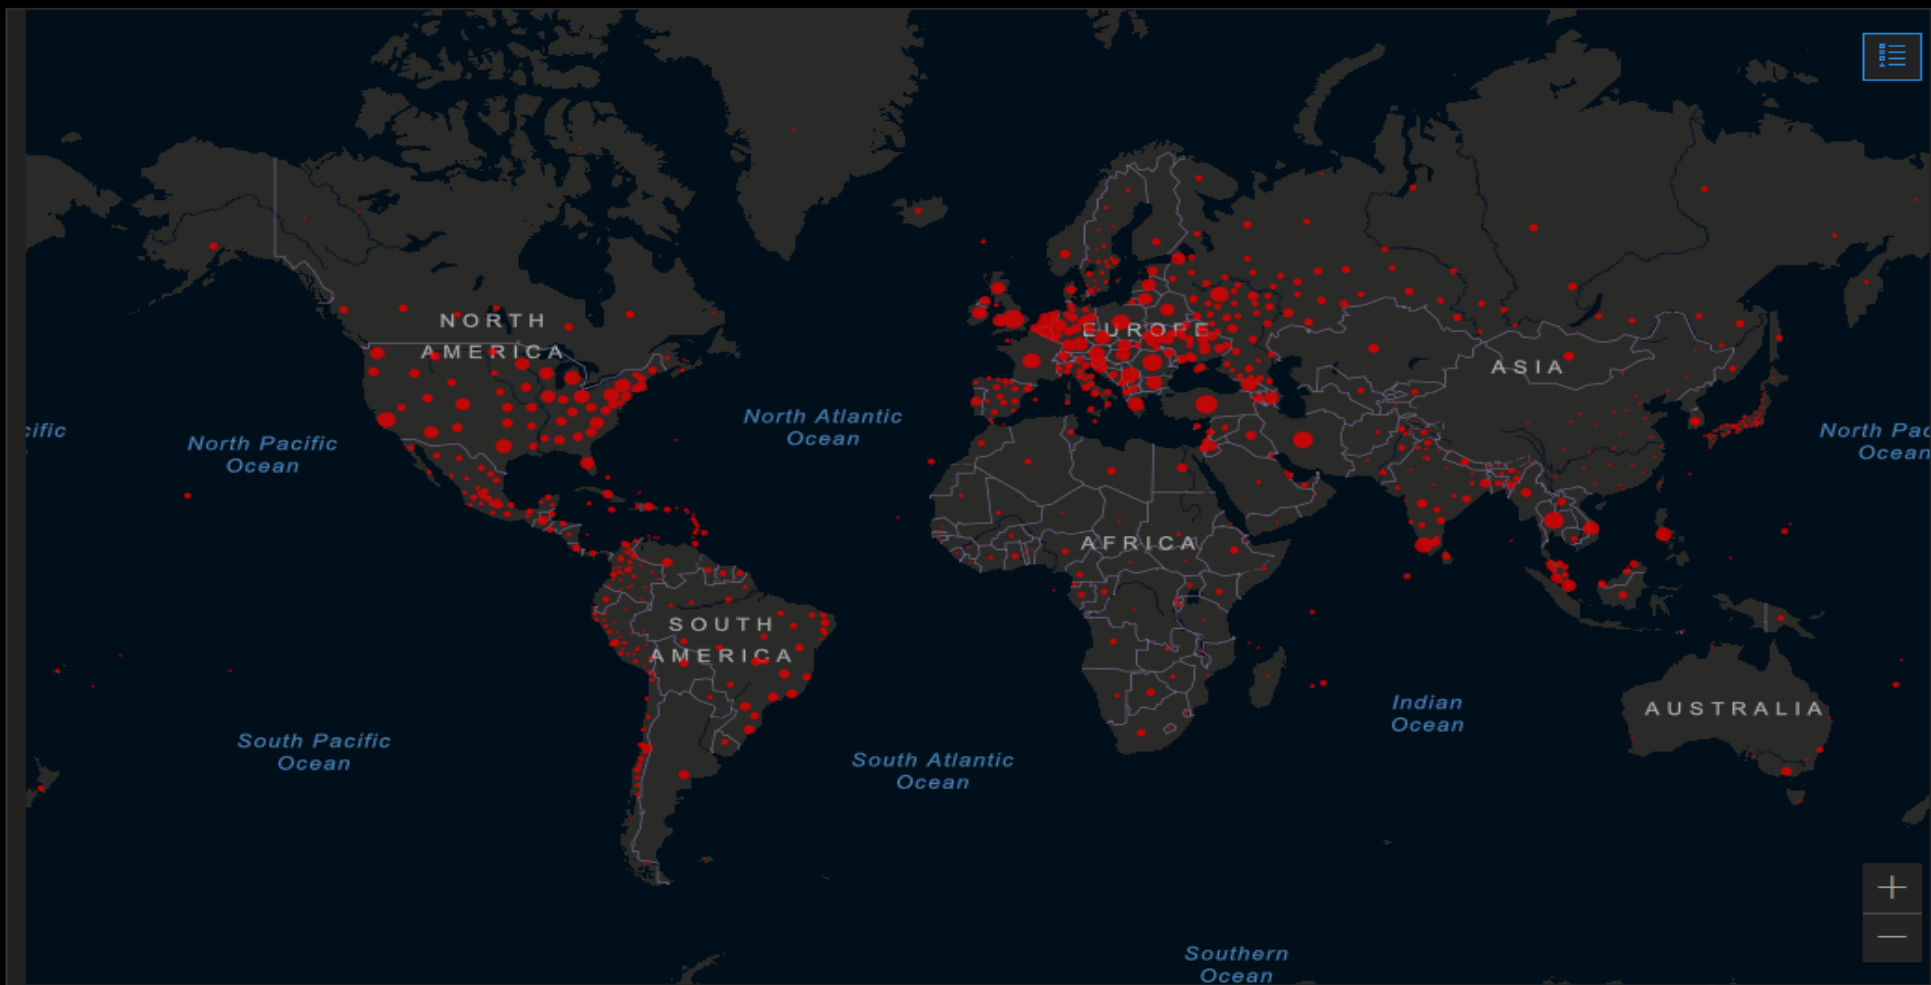 NORTH
AMERICA
EUROPE
ASIA
North Atlantic
Ocean
cific
North Pacific
Ocean
North Pac
Ocean
AFRICA
SOUTH
AMERICA
Indian
Ocean
AUSTRALIA
South Pacific
Ocean
South Atlantic
Ocean
Southern
Ocean